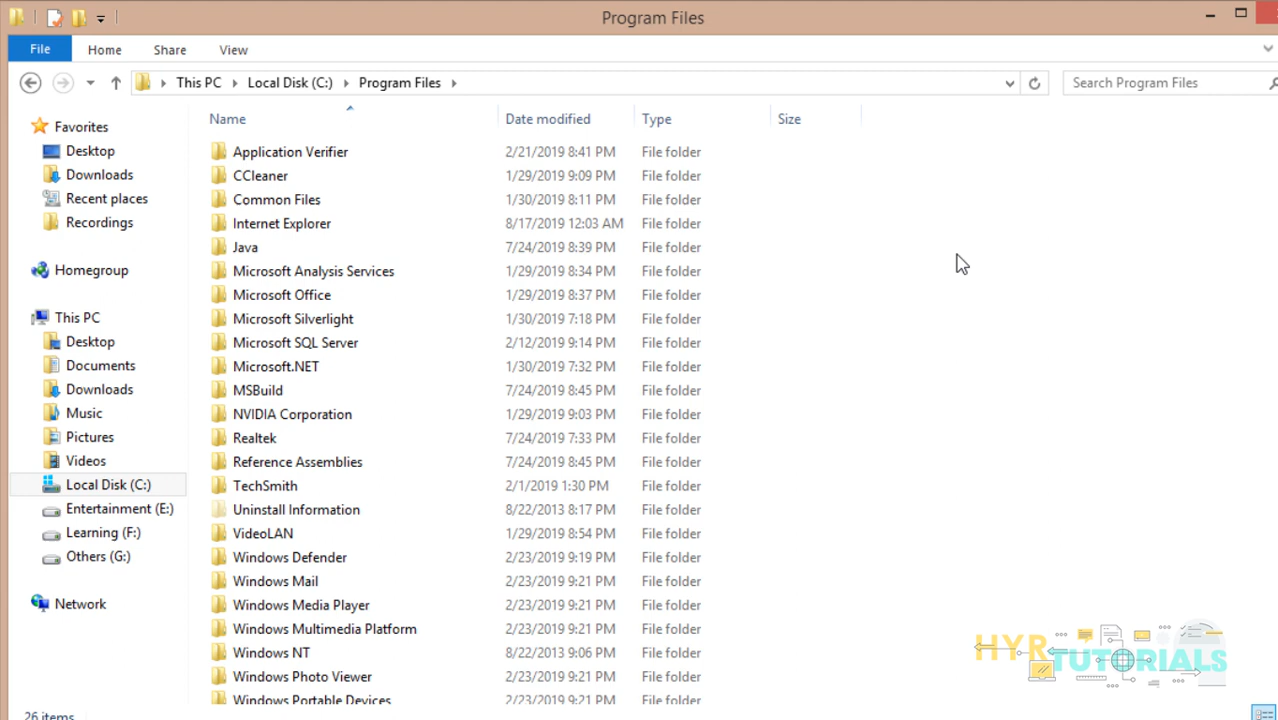 Program Files
File Home Share View
This PC Local Disk (C:) Program Files Search Program Files
Name Date modified Type Size
Favorites
Desktop
Downloads
Recent places
Recordings
Homegroup
This PC
Desktop
Documents
Downloads
Music
Pictures
Videos
Local Disk (C:)
Entertainment (E:)
Learning (F:)
Others (G:)
Network
Application Verifier 2/21/2019 8:41 PM File folder
CCleaner 1/29/2019 9:09 PM File folder
Common Files 1/30/2019 8:11 PM File folder
Internet Explorer 8/17/2019 12:03 AM File folder
Java 7/24/2019 8:39 PM File folder
Microsoft Analysis Services 1/29/2019 8:34 PM File folder
Microsoft Office 1/29/2019 8:37 PM File folder
Microsoft Silverlight 1/30/2019 7:18 PM File folder
Microsoft SQL Server 2/12/2019 9:14 PM File folder
Microsoft.NET 1/30/2019 7:32 PM File folder
MSBuild 7/24/2019 8:45 PM File folder
NVIDIA Corporation 1/29/2019 9:03 PM File folder
Realtek 7/24/2019 7:33 PM File folder
Reference Assemblies 7/24/2019 8:45 PM File folder
TechSmith 2/1/2019 1:30 PM File folder
Uninstall Information 8/22/2013 8:17 PM File folder
VideoLAN 1/29/2019 8:54 PM File folder
Windows Defender 2/23/2019 9:19 PM File folder
Windows Mail 2/23/2019 9:21 PM File folder
Windows Media Player 2/23/2019 9:21 PM File folder
Windows Multimedia Platform 2/23/2019 9:21 PM File folder
Windows NT 8/22/2013 9:06 PM File folder
Windows Photo Viewer 2/23/2019 9:21 PM File folder
Windows Portable Devices 2/23/2019 9:21 PM File folder
26 items
HYR TUTORIALS